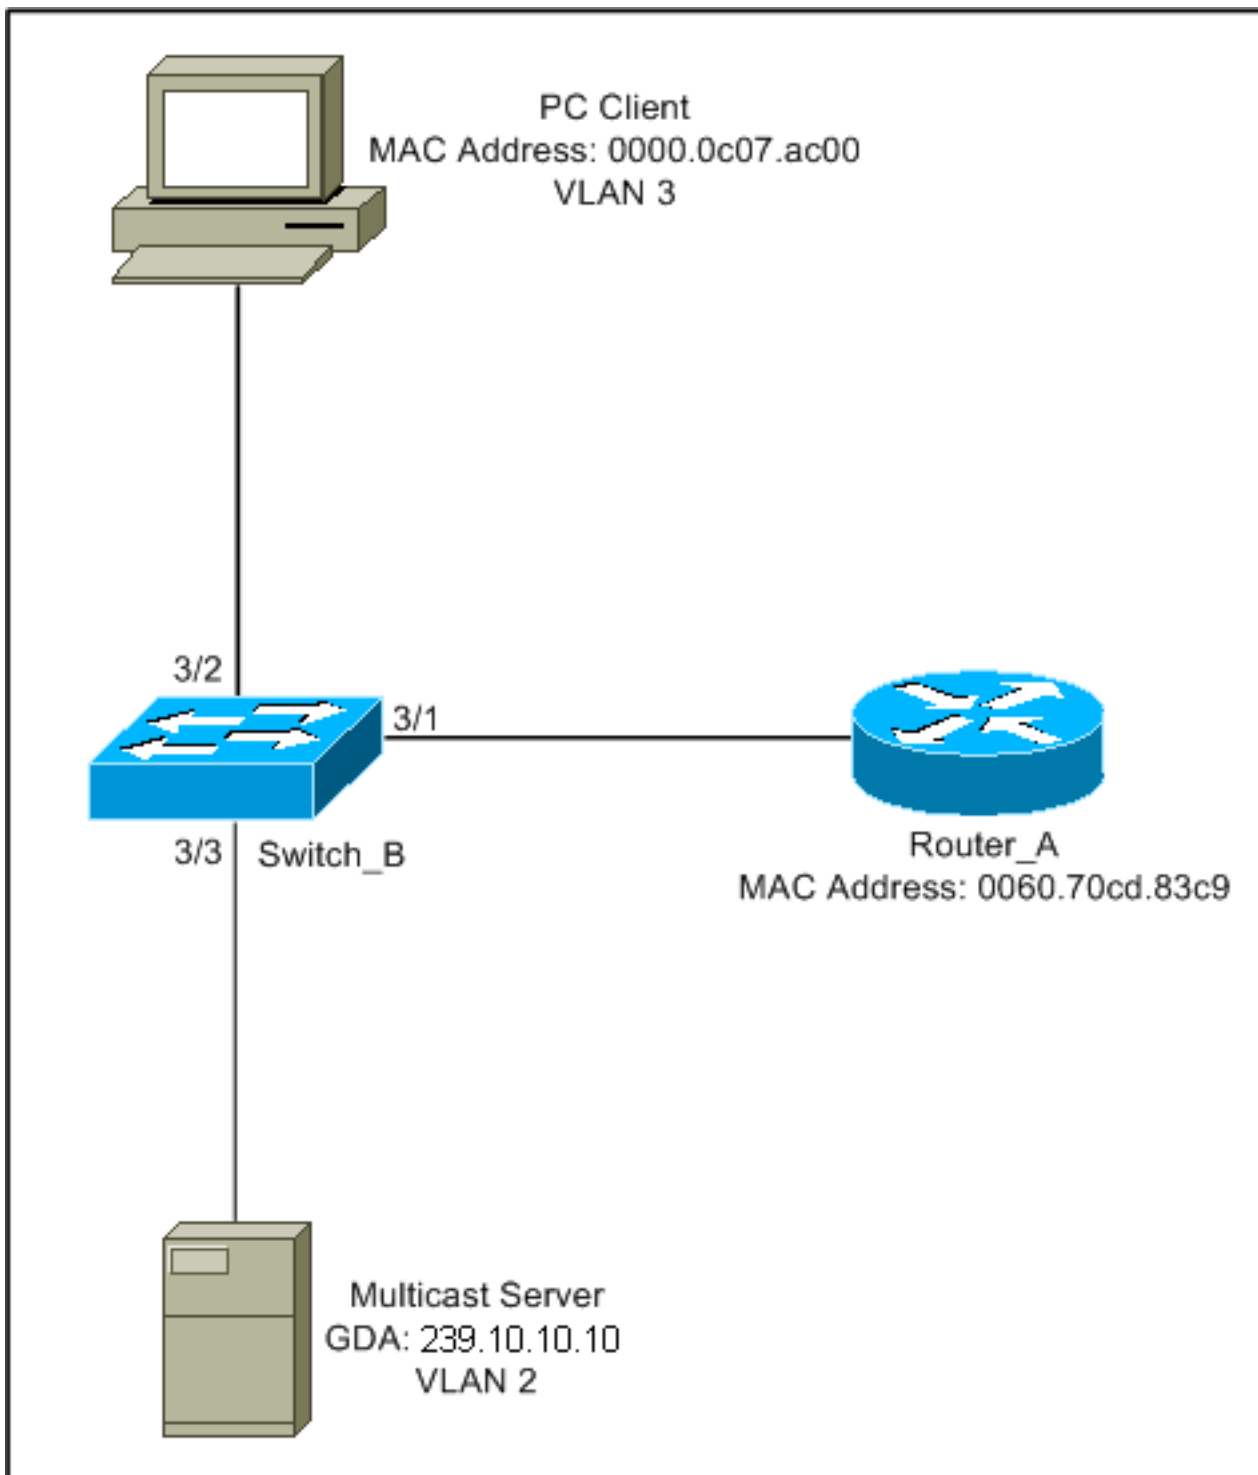 PC Client
MAC Address: 0000.0c07.ac00
VLAN 3
3/2
3/1
3/3
Switch_B
Router_A
MAC Address: 0060.70cd.83c9
Multicast Server
GDA: 239.10.10.10
VLAN 2